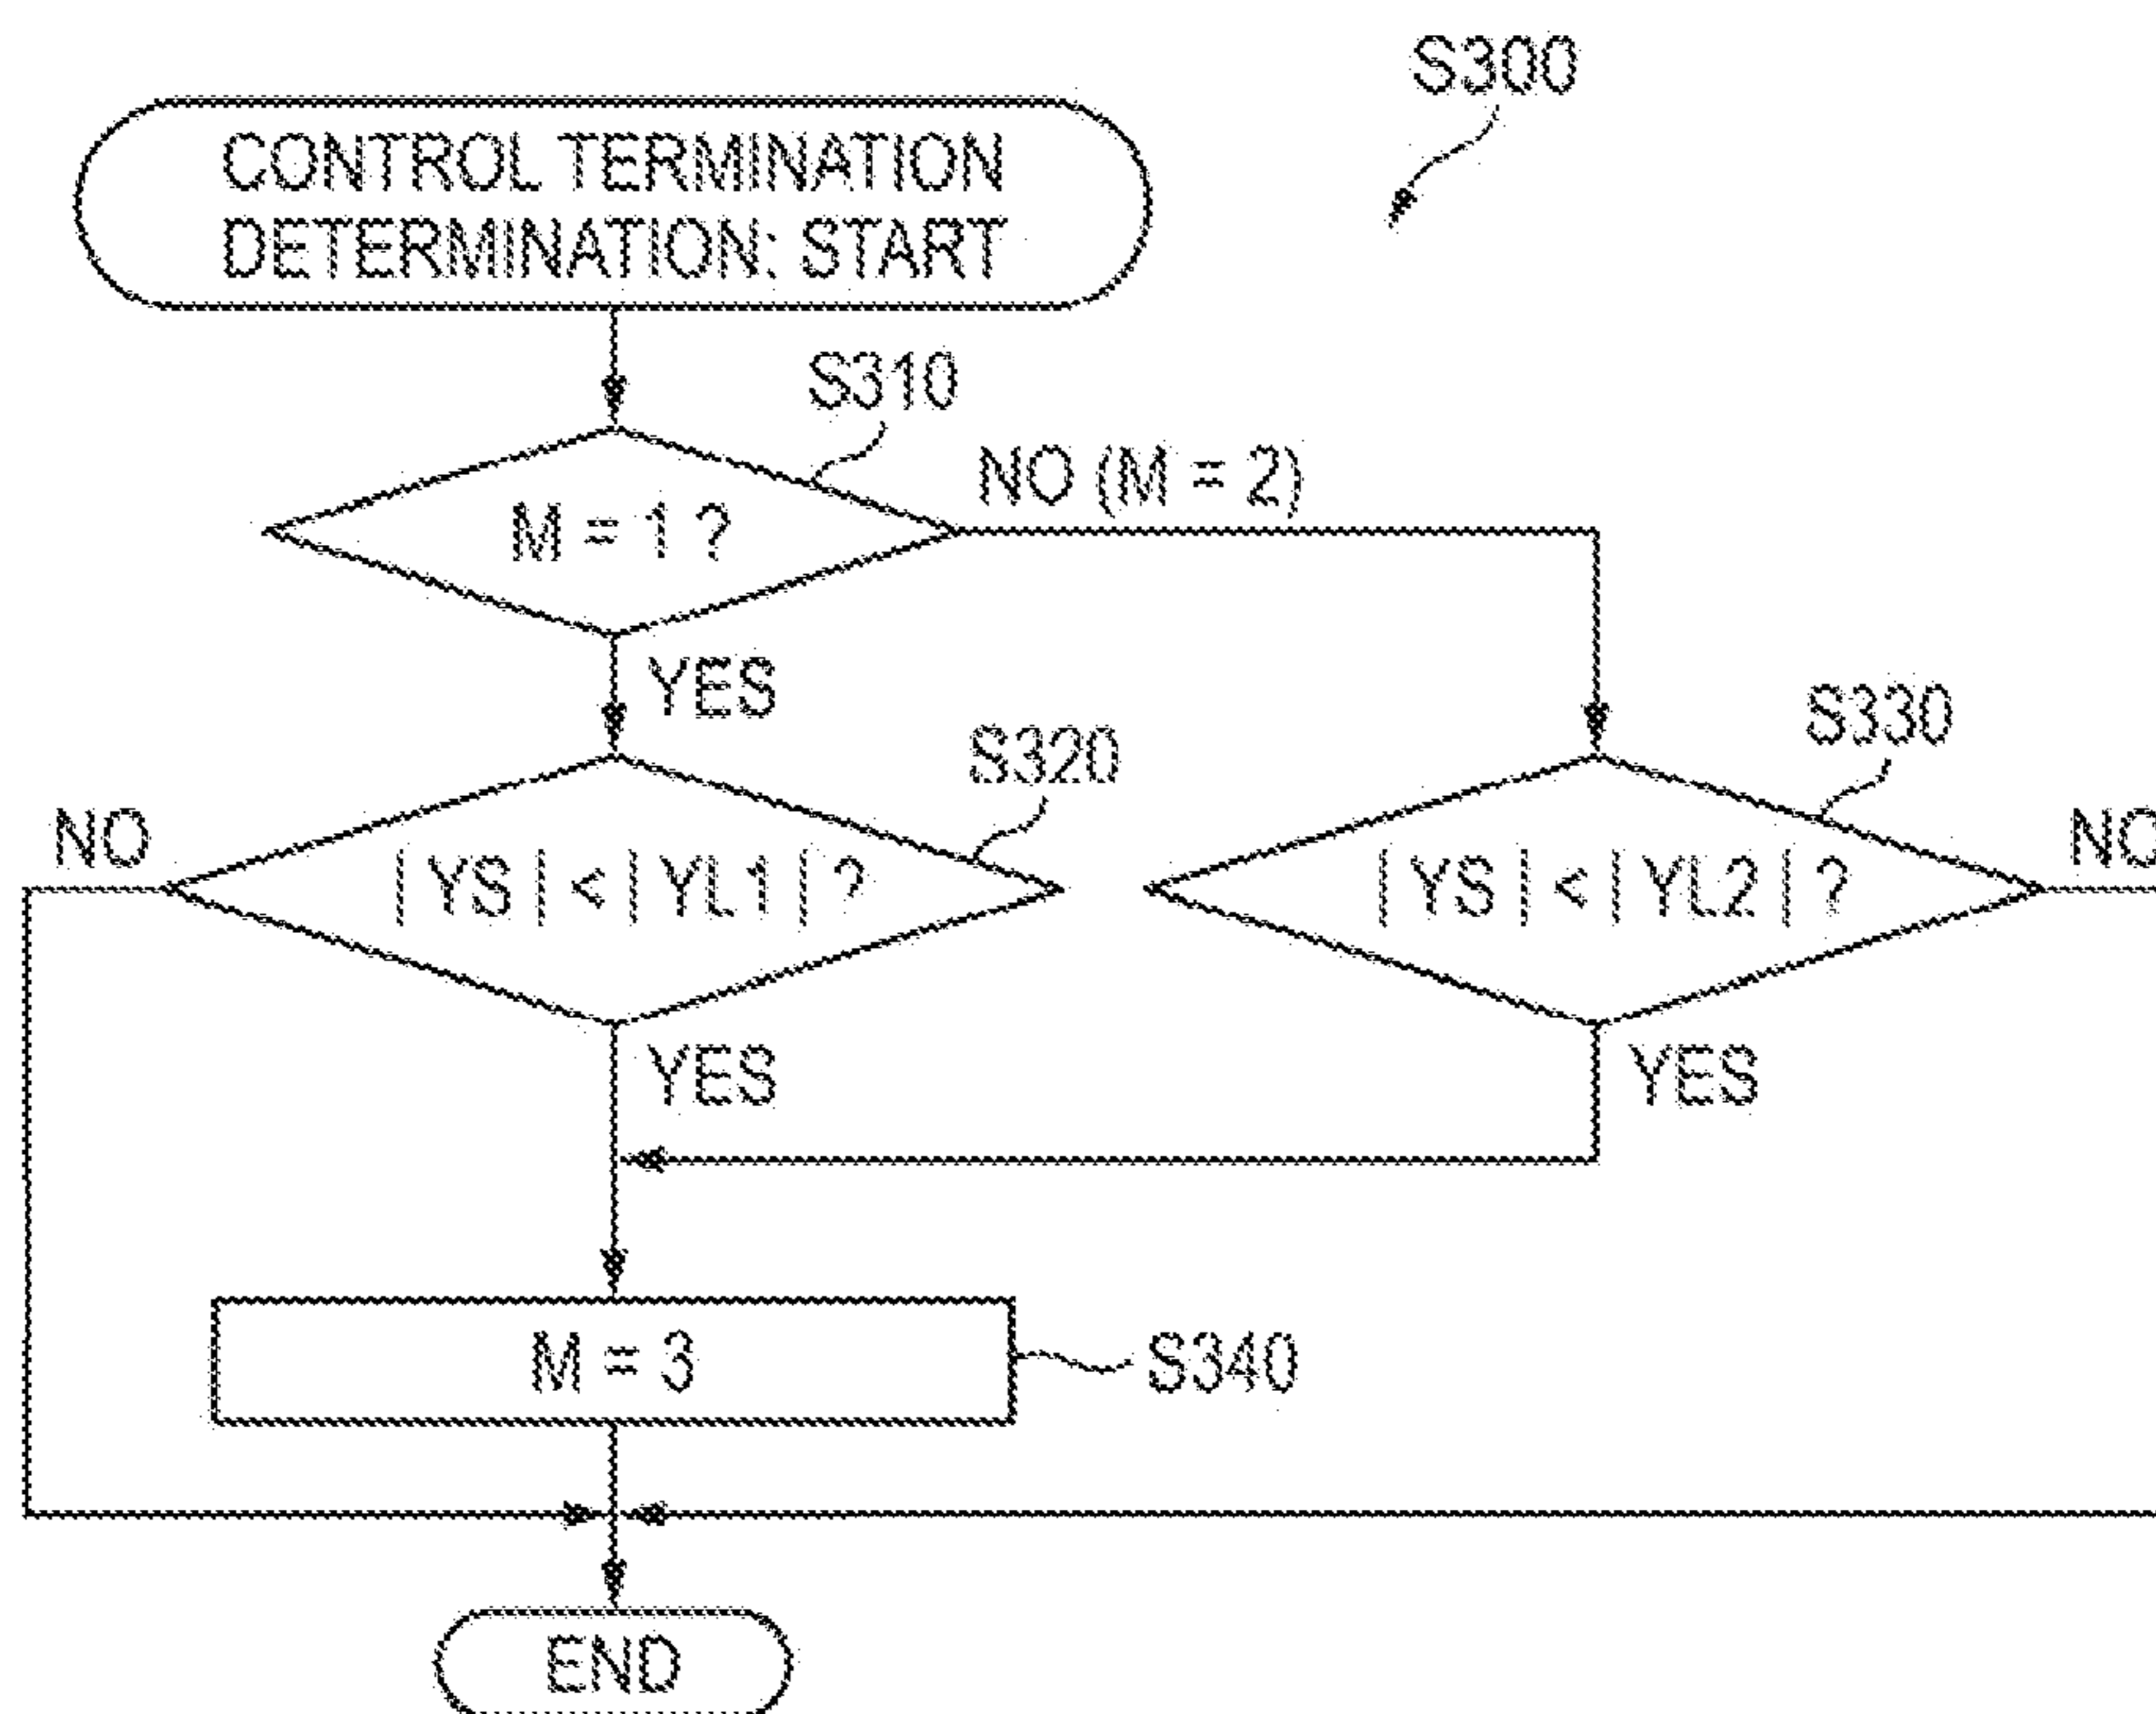 S300
CONTROL TERMINATION
DETERMINATION: START
S310
NO (M = 2)
M = 1 ?
YES
S320
S330
NO
| YS | < | YL1 | ?
| YS | < | YL2 | ?
NO
YES
YES
M = 3
S340
END